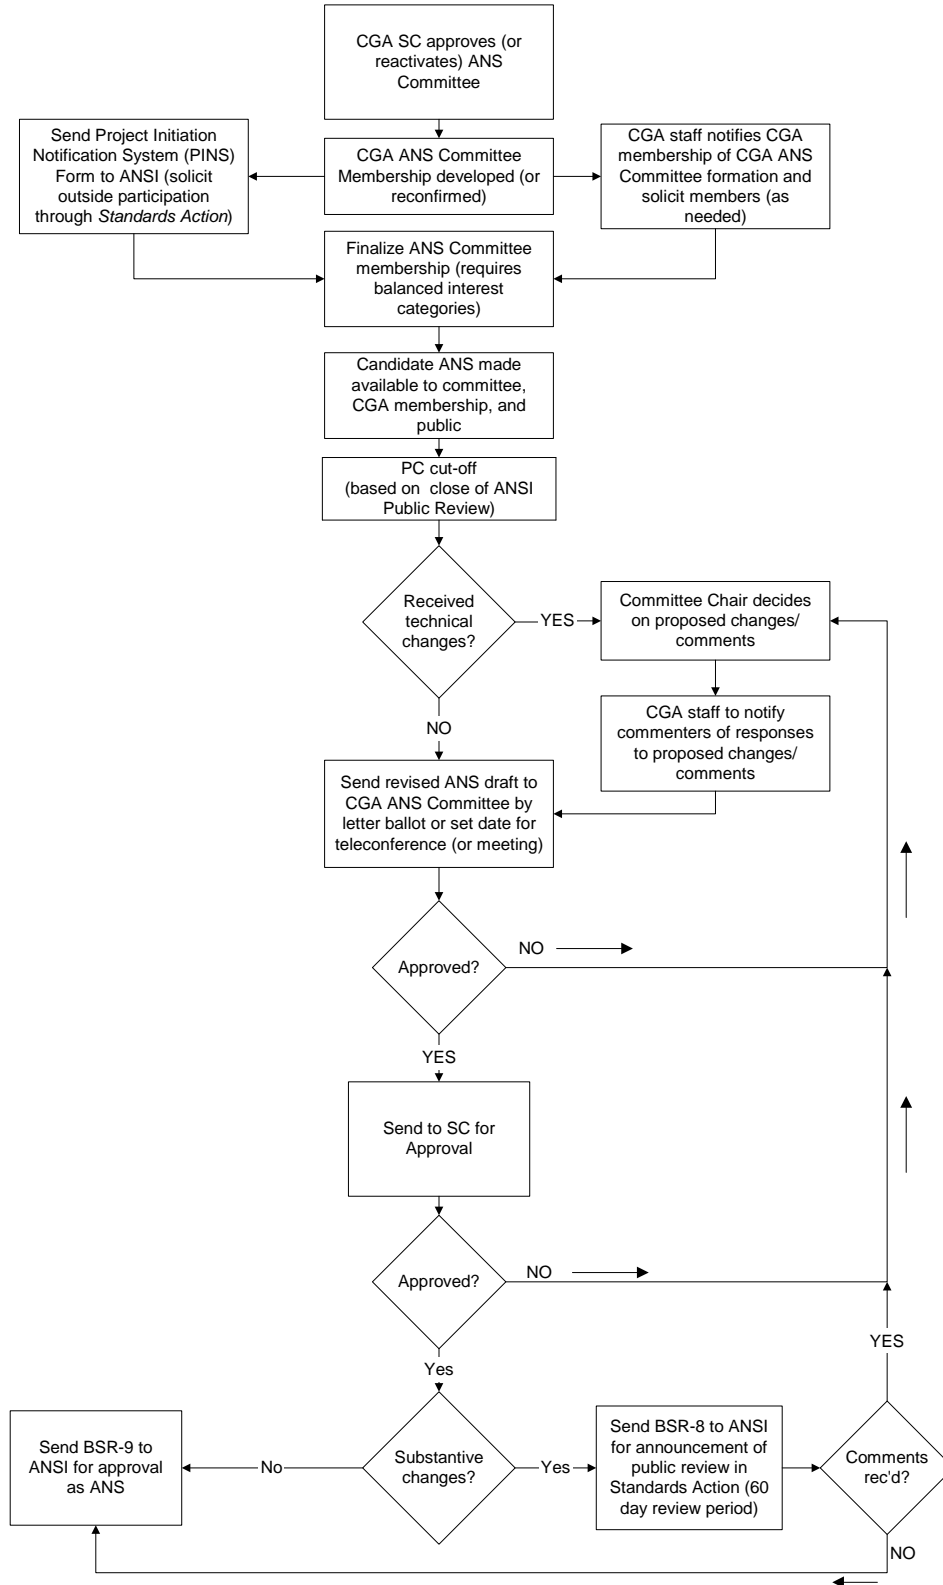 CGA SC approves (or
reactivates) ANS
Committee
Send Project Initiation
Notification System (PINS)
Form to ANSI (solicit
outside participation
through Standards Action)
CGA ANS Committee
Membership developed (or
reconfirmed)
CGA staff notifies CGA
membership of CGA ANS
Committee formation and
solicit members (as
needed)
Finalize ANS Committee
membership (requires
balanced interest
categories)
Candidate ANS made
available to committee,
CGA membership, and
public
PC cut-off
(based on close of ANSI
Public Review)
Received
technical
changes?
YES
Committee Chair decides
on proposed changes/
comments
NO
CGA staff to notify
commenters of responses
to proposed changes/
comments
Send revised ANS draft to
CGA ANS Committee by
letter ballot or set date for
teleconference (or meeting)
Approved?
NO
YES
Send to SC for
Approval
Approved?
NO
Yes
YES
Send BSR-9 to
ANSI for approval
as ANS
No
Substantive
changes?
Yes
Send BSR-8 to ANSI
for announcement of
public review in
Standards Action (60
day review period)
Comments
rec'd?
NO